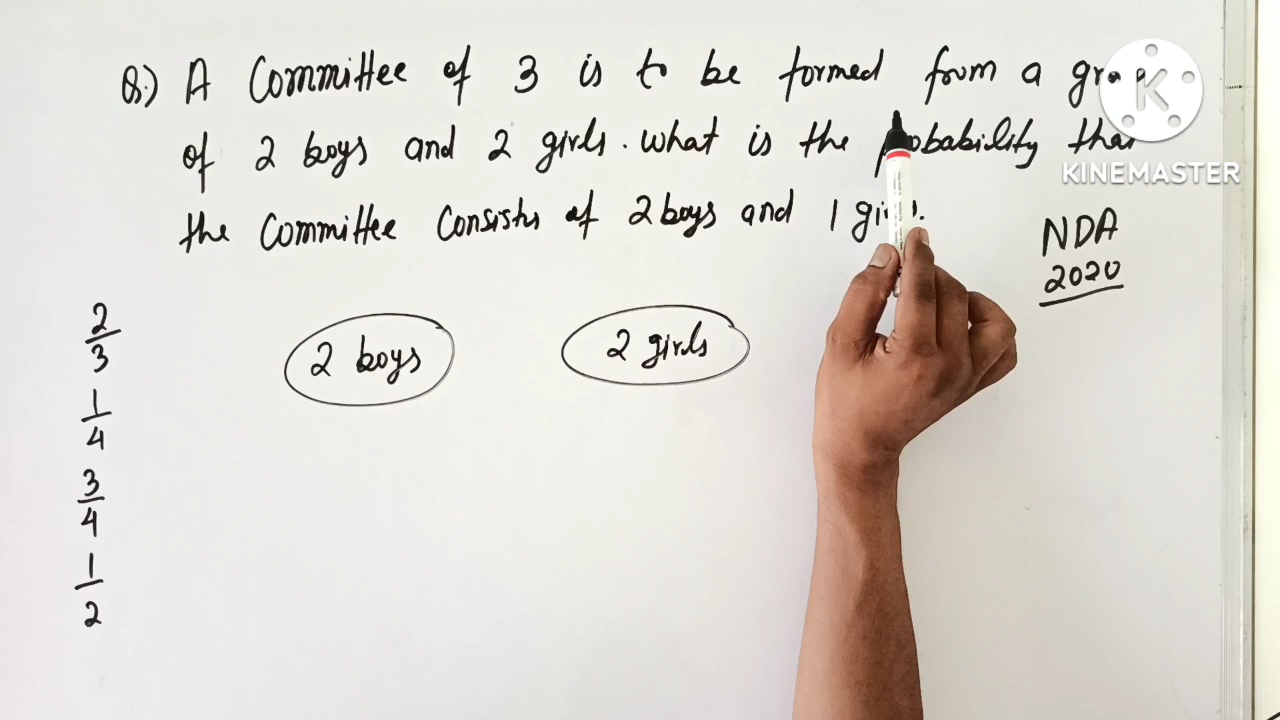 Q.) A Committee of 3 is to be formed from a
of 2 boys and 2 girls. What is the probability that
the Committee Consists of 2 boys and 1
NDA
2020
2/3
1/4
3/4
1/2
2 boys
2 girls
K
KINEMASTER